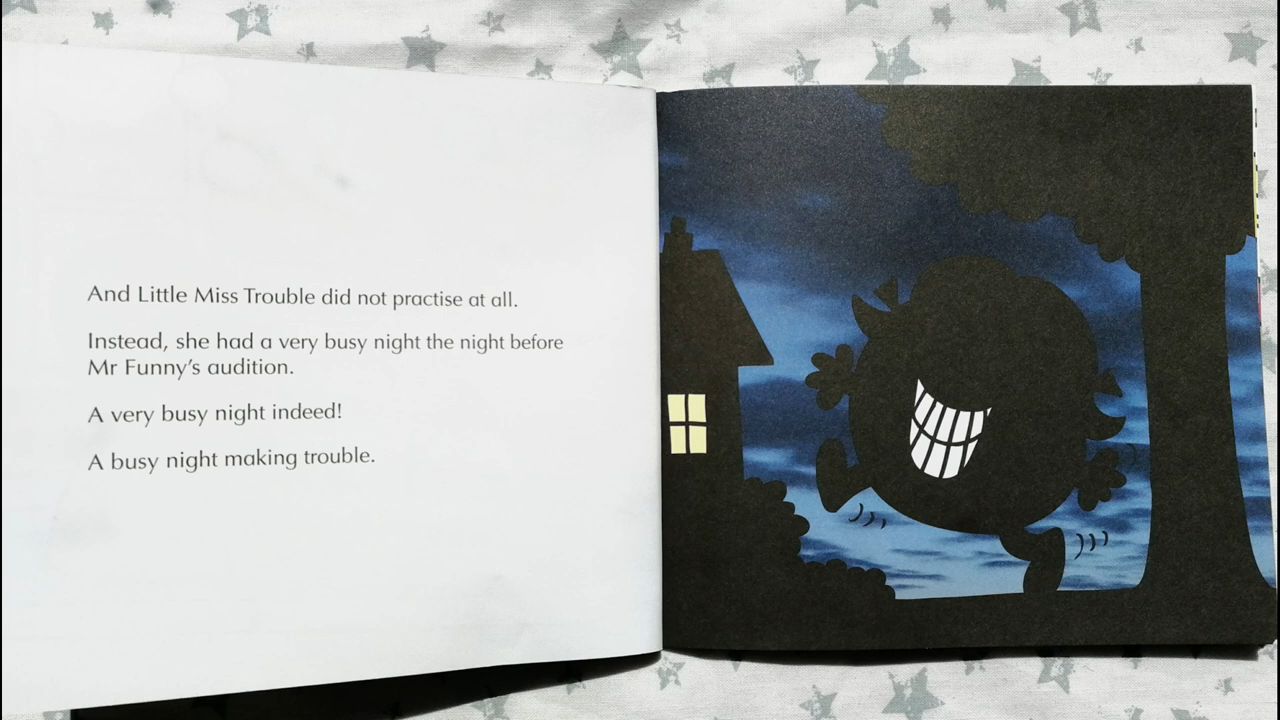 And Little Miss Trouble did not practise at all.
Instead, she had a very busy night the night before
Mr Funny's audition.
A very busy night indeed!
A busy night making trouble.